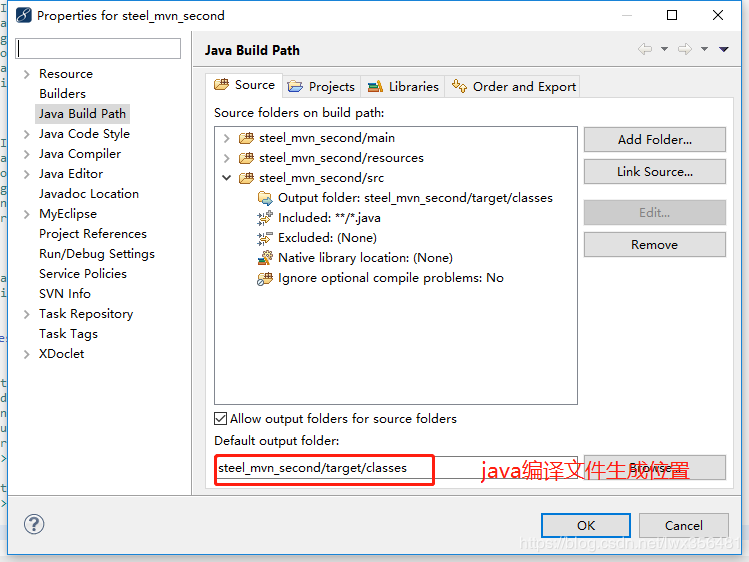 Properties for steel_mvn_second
Java Build Path
Resource
Builders
Java Build Path
Java Code Style
Java Compiler
Java Editor
Javadoc Location
MyEclipse
Project References
Run/Debug Settings
Service Policies
SVN Info
Task Repository
Task Tags
XDoclet
Source
Projects
Libraries
Order and Export
Source folders on build path:
steel_mvn_second/main
steel_mvn_second/resources
steel_mvn_second/src
Output folder: steel_mvn_second/target/classes
Included: **/*.java
Excluded: (None)
Native library location: (None)
Ignore optional compile problems: No
Add Folder...
Link Source...
Edit...
Remove
Allow output folders for source folders
Default output folder:
steel_mvn_second/target/classes
java编译文件生成位置
Browse...
OK
Cancel
https://blog.csdn.net/lwx356481